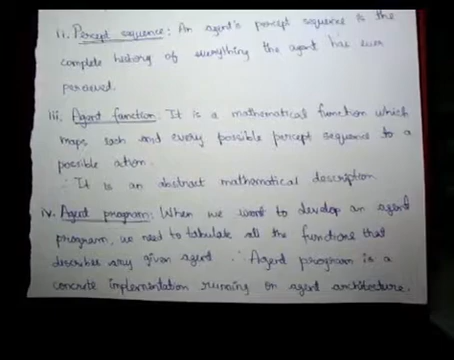 ii. Percept sequence: An agent's percept sequence is the
complete history of everything the agent has ever
perceived.
iii. Agent function: It is a mathematical function which
maps each and every possible percept sequence to a
possible action.
∴ It is an abstract mathematical description
iv. Agent program: When we want to develop an agent
program, we need to tabulate all the functions that
describes any given agent ∴ Agent program is a
concrete implementation running on agent architecture.